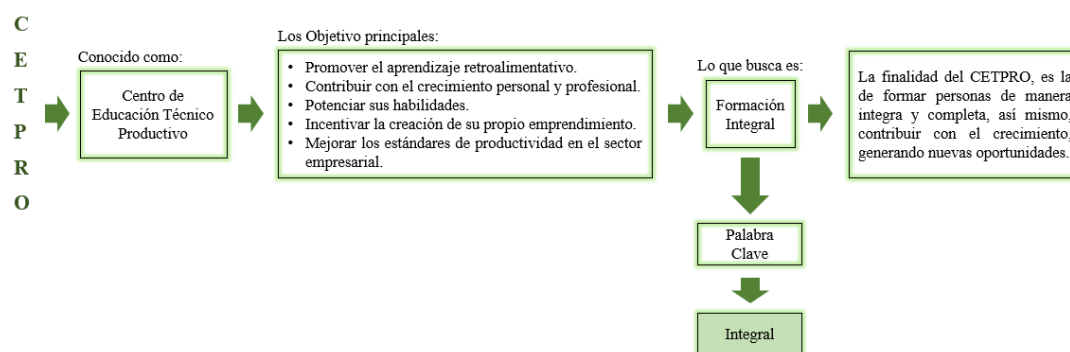 C
E
T
P
R
O
Conocido como:
Centro de
Educación Técnico
Productivo
Los Objetivo principales:
• Promover el aprendizaje retroalimentativo.
• Contribuir con el crecimiento personal y profesional.
• Potenciar sus habilidades.
• Incentivar la creación de su propio emprendimiento.
• Mejorar los estándares de productividad en el sector
empresarial.
Lo que busca es:
Formación
Integral
La finalidad del CETPRO, es la
de formar personas de manera
integra y completa, así mismo,
contribuir con el crecimiento,
generando nuevas oportunidades.
Palabra
Clave
Integral